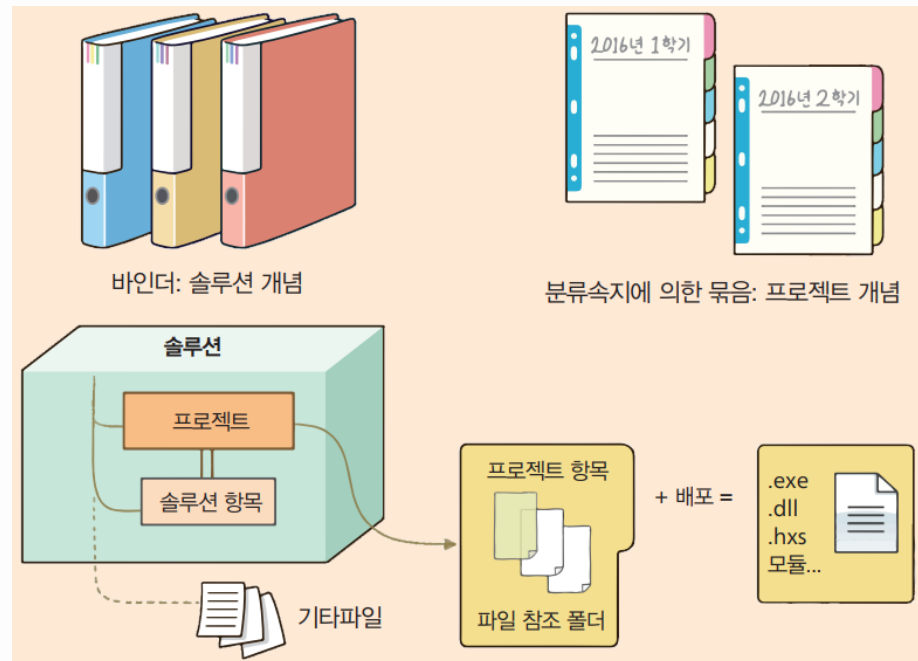 2016년 1학기
2016년 2학기
바인더: 솔루션 개념
분류속지에 의한 묶음: 프로젝트 개념
솔루션
프로젝트
솔루션 항목
기타파일
프로젝트 항목
파일 참조 폴더
+ 배포 =
.exe
.dll
.hxs
모듈...